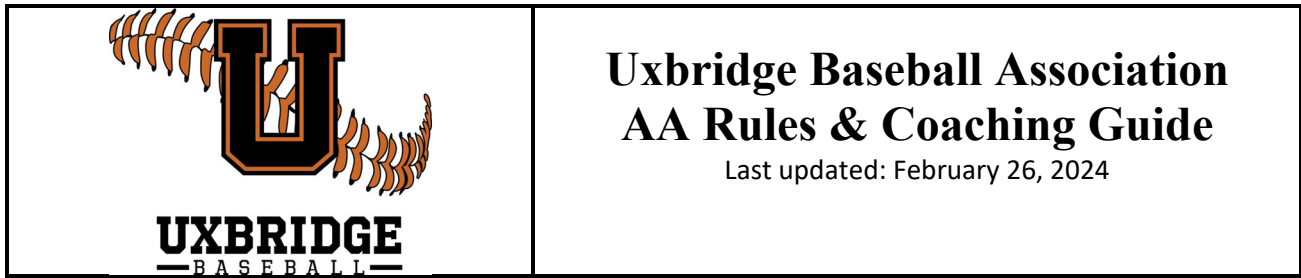 U
UXBRIDGE
BASEBALL
Uxbridge Baseball Association
AA Rules & Coaching Guide
Last updated: February 26, 2024